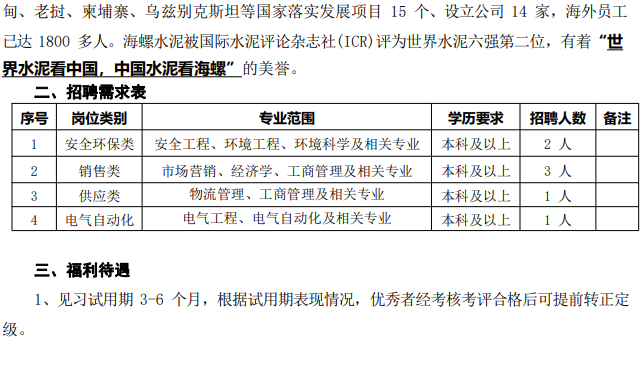 甸、老挝、柬埔寨、乌兹别克斯坦等国家落实发展项目 15 个、设立公司 14 家，海外员工
已达 1800 多人。海螺水泥被国际水泥评论杂志社(ICR)评为世界水泥六强第二位，有着“世
界水泥看中国，中国水泥看海螺”的美誉。
二、招聘需求表
序号 岗位类别 专业范围 学历要求 招聘人数 备注
1 安全环保类 安全工程、环境工程、环境科学及相关专业 本科及以上 2 人
2 销售类 市场营销、经济学、工商管理及相关专业 本科及以上 3 人
3 供应类 物流管理、工商管理及相关专业 本科及以上 1 人
4 电气自动化 电气工程、电气自动化及相关专业 本科及以上 1 人
三、福利待遇
1、见习试用期 3-6 个月，根据试用期表现情况，优秀者经考核考评合格后可提前转正定
级。